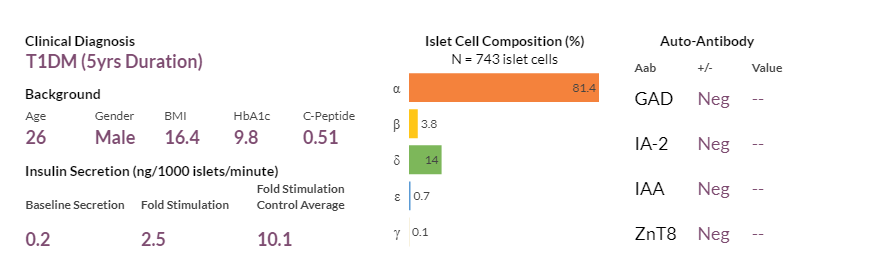 Clinical Diagnosis
T1DM (5yrs Duration)
Background
Age Gender BMI HbA1c C-Peptide
26 Male 16.4 9.8 0.51
Insulin Secretion (ng/1000 islets/minute)
Baseline Secretion Fold Stimulation Fold Stimulation Control Average
0.2 2.5 10.1
Islet Cell Composition (%)
N = 743 islet cells
α 81.4
β 3.8
δ 14
ε 0.7
γ 0.1
Auto-Antibody
Aab +/- Value
GAD Neg --
IA-2 Neg --
IAA Neg --
ZnT8 Neg --